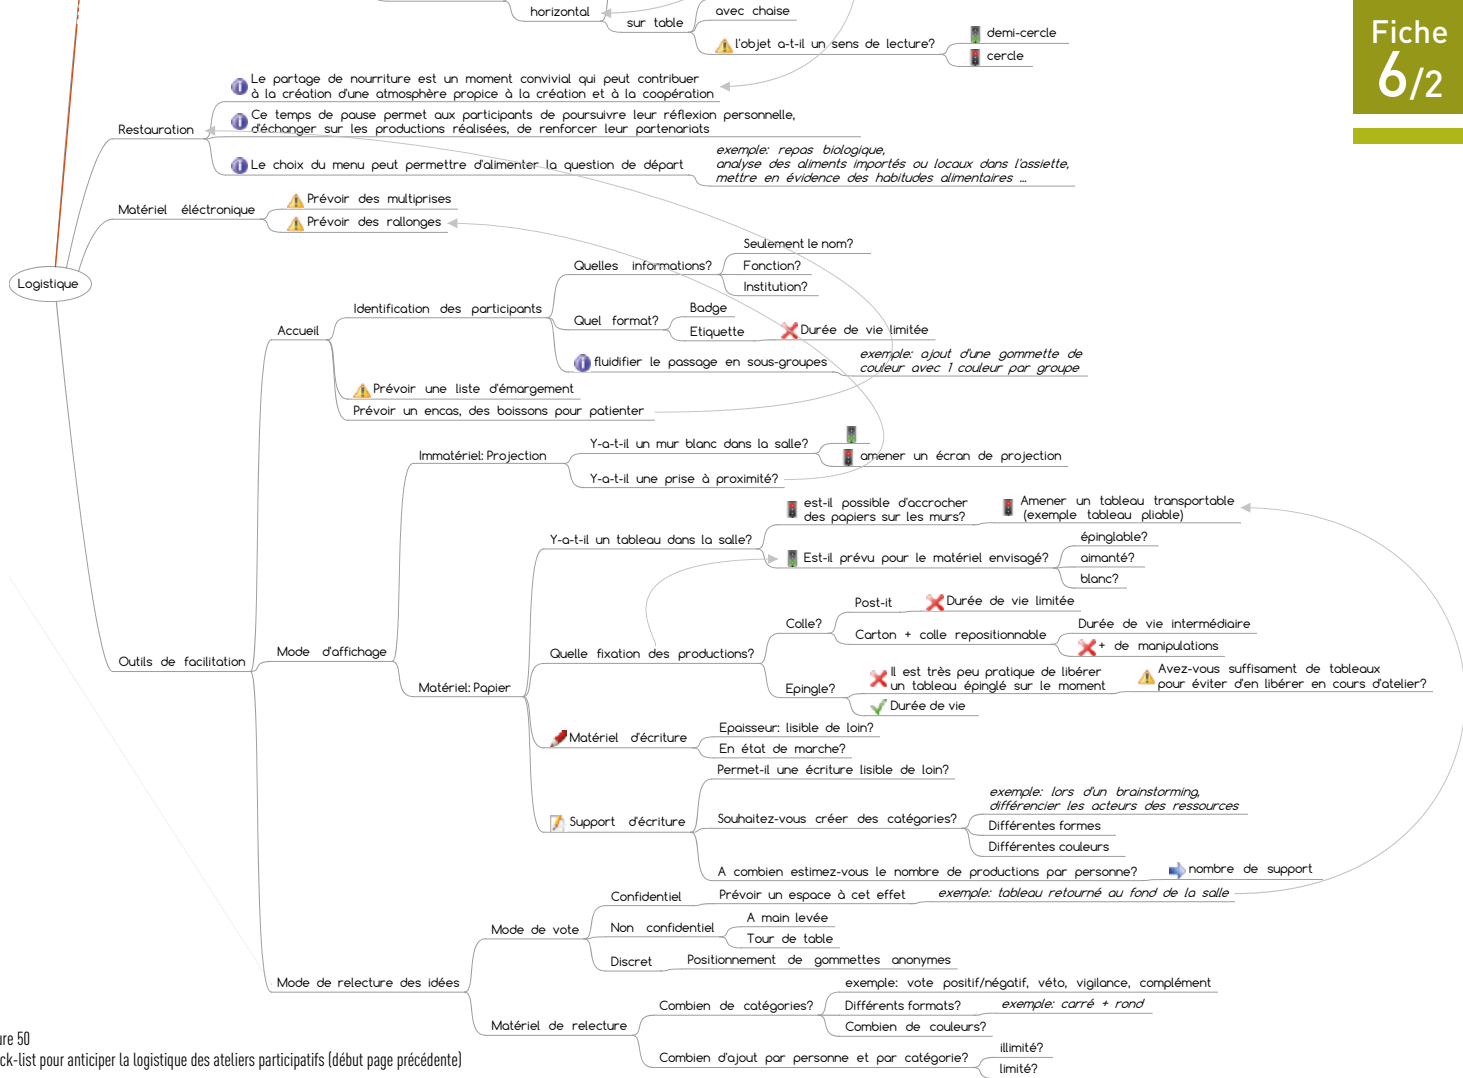 horizontal
sur table
avec chaise
l'objet a-t-il un sens de lecture?
demi-cercle
cercle
Fiche
6/2
Restauration
Le partage de nourriture est un moment convivial qui peut contribuer
à la création d'une atmosphère propice à la création et à la coopération
Ce temps de pause permet aux participants de poursuivre leur réflexion personnelle,
d'échanger sur les productions réalisées, de renforcer leur partenariats
Le choix du menu peut permettre d'alimenter la question de départ
exemple: repas biologique,
analyse des aliments importés ou locaux dans l'assiette,
mettre en évidence des habitudes alimentaires ...
Matériel éléctronique
Prévoir des multiprises
Prévoir des rallonges
Logistique
Accueil
Identification des participants
Quelles informations?
Seulement le nom?
Fonction?
Institution?
Quel format?
Badge
Etiquette
Durée de vie limitée
fluidifier le passage en sous-groupes
exemple: ajout d'une gommette de
couleur avec 1 couleur par groupe
Prévoir une liste d'émargement
Prévoir un encas, des boissons pour patienter
Outils de facilitation
Mode d'affichage
Immatériel: Projection
Y-a-t-il un mur blanc dans la salle?
amener un écran de projection
Y-a-t-il une prise à proximité?
Matériel: Papier
Y-a-t-il un tableau dans la salle?
est-il possible d'accrocher
des papiers sur les murs?
Amener un tableau transportable
(exemple tableau pliable)
Est-il prévu pour le matériel envisagé?
épinglable?
aimanté?
blanc?
Quelle fixation des productions?
Colle?
Post-it
Durée de vie limitée
Carton + colle repositionnable
Durée de vie intermédiaire
+ de manipulations
Epingle?
Il est très peu pratique de libérer
un tableau épinglé sur le moment
Avez-vous suffisament de tableaux
pour éviter d'en libérer en cours d'atelier?
Durée de vie
Matériel d'écriture
Epaisseur: lisible de loin?
En état de marche?
Support d'écriture
Permet-il une écriture lisible de loin?
Souhaitez-vous créer des catégories?
exemple: lors d'un brainstorming,
différencier les acteurs des ressources
Différentes formes
Différentes couleurs
A combien estimez-vous le nombre de productions par personne?
nombre de support
Mode de relecture des idées
Mode de vote
Confidentiel
Prévoir un espace à cet effet
exemple: tableau retourné au fond de la salle
Non confidentiel
A main levée
Tour de table
Discret
Positionnement de gommettes anonymes
Matériel de relecture
Combien de catégories?
exemple: vote positif/négatif, véto, vigilance, complément
Différents formats?
exemple: carré + rond
Combien de couleurs?
Combien d'ajout par personne et par catégorie?
illimité?
limité?
ure 50
ck-list pour anticiper la logistique des ateliers participatifs (début page précédente)